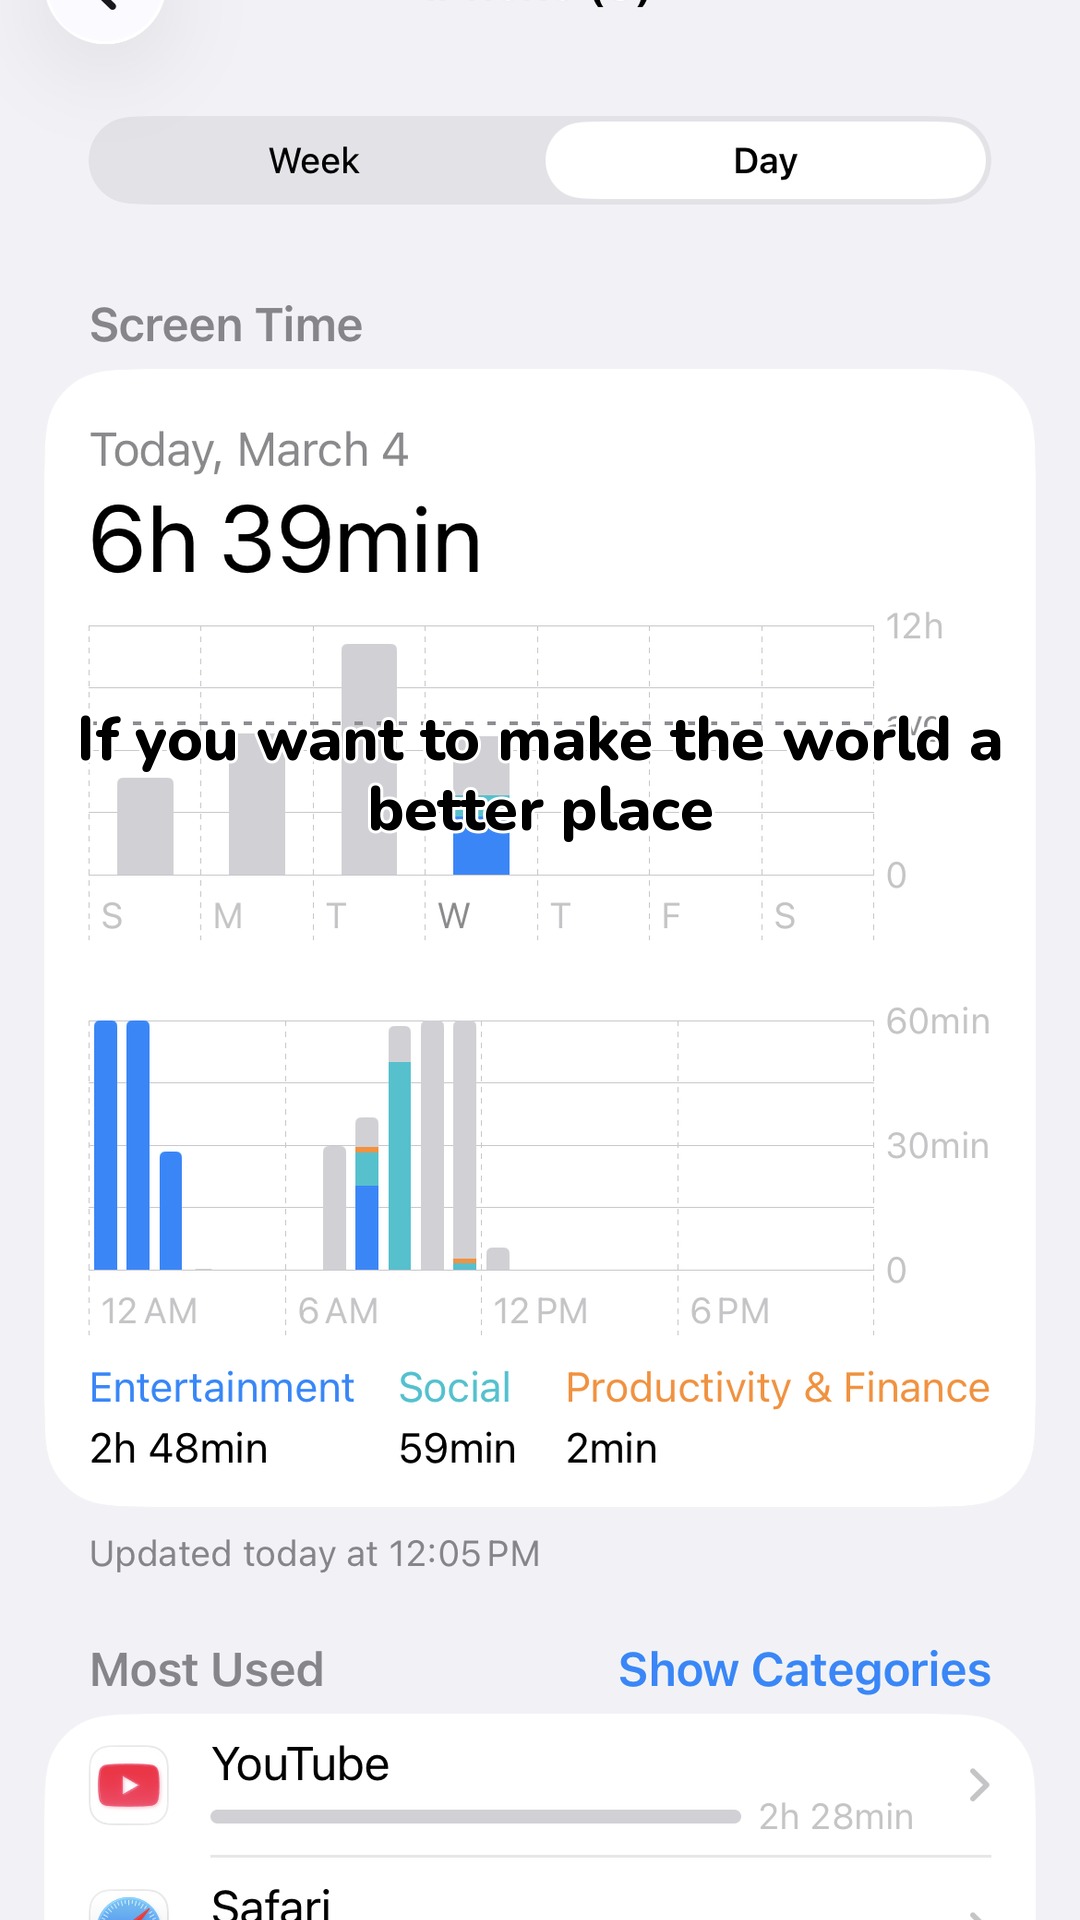 Week
Day
Screen Time
Today, March 4
6h 39min
12h
If you want to make the world a
better place
0
S M T W T F S
60min
30min
0
12 AM 6 AM 12 PM 6 PM
Entertainment Social Productivity & Finance
2h 48min 59min 2min
Updated today at 12:05 PM
Most Used
Show Categories
YouTube
2h 28min
Safari